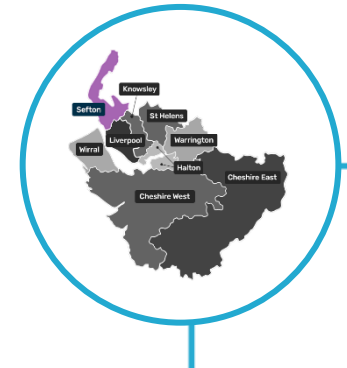 Knowsley
Sefton
St Helens
Liverpool
Warrington
Wirral
Halton
Cheshire East
Cheshire West